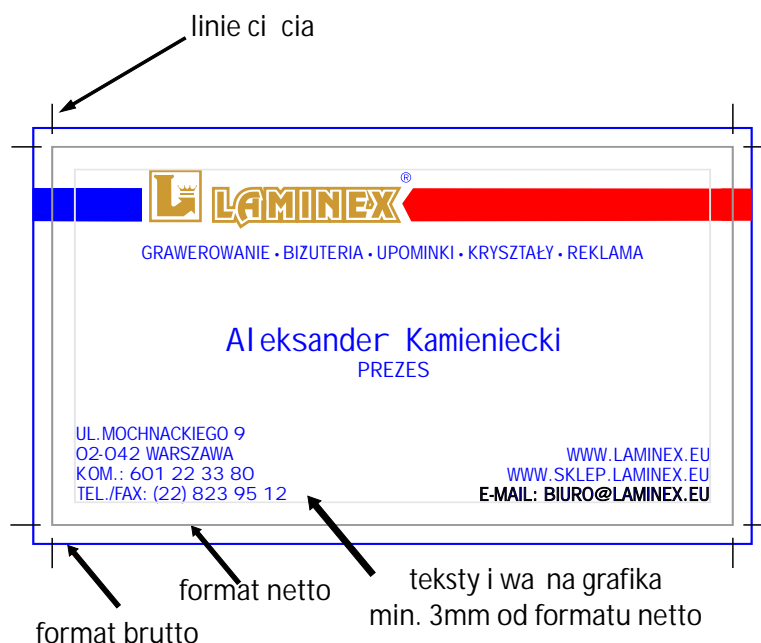 linie ci cia
LAMINEX®
GRAWEROWANIE • BIZUTERIA • UPOMINKI • KRYSZTAŁY • REKLAMA
Aleksander Kamieniecki
PREZES
UL.MOCHNACKIEGO 9
02-042 WARSZAWA
KOM.: 601 22 33 80
TEL./FAX: (22) 823 95 12
WWW.LAMINEX.EU
WWW.SKLEP.LAMINEX.EU
E-MAIL: BIURO@LAMINEX.EU
format netto
teksty i wa na grafika
min. 3mm od formatu netto
format brutto